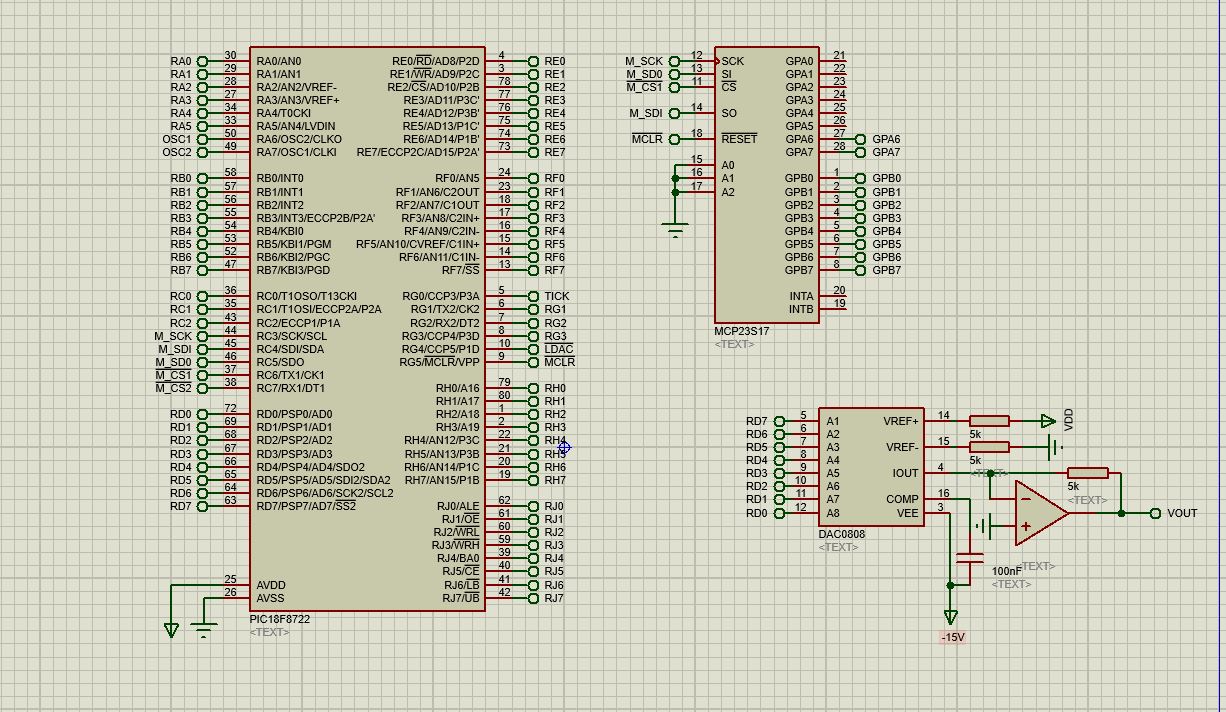 RA0 30 RA0/AN0 RE0/RD/AD8/P2D 4 RE0
RA1 29 RA1/AN1 RE1/WR/AD9/P2C 3 RE1
RA2 28 RA2/AN2/VREF- RE2/CS/AD10/P2B 78 RE2
RA3 27 RA3/AN3/VREF+ RE3/AD11/P3C' 77 RE3
RA4 34 RA4/T0CKI RE4/AD12/P3B' 76 RE4
RA5 33 RA5/AN4/LVDIN RE5/AD13/P1C' 75 RE5
OSC1 50 RA6/OSC2/CLKO RE6/AD14/P1B' 74 RE6
OSC2 49 RA7/OSC1/CLKI RE7/ECCP2C/AD15/P2A' 73 RE7
RB0 58 RB0/INT0 RF0/AN5 24 RF0
RB1 57 RB1/INT1 RF1/AN6/C2OUT 23 RF1
RB2 56 RB2/INT2 RF2/AN7/C1OUT 18 RF2
RB3 55 RB3/INT3/ECCP2B/P2A' RF3/AN8/C2IN+ 17 RF3
RB4 54 RB4/KBI0 RF4/AN9/C2IN- 16 RF4
RB5 53 RB5/KBI1/PGM RF5/AN10/CVREF/C1IN+ 15 RF5
RB6 52 RB6/KBI2/PGC RF6/AN11/C1IN- 14 RF6
RB7 47 RB7/KBI3/PGD RF7/SS 13 RF7
RC0 36 RC0/T1OSO/T13CKI RG0/CCP3/P3A 5 TICK
RC1 35 RC1/T1OSI/ECCP2A/P2A RG1/TX2/CK2 6 RG1
RC2 43 RC2/ECCP1/P1A RG2/RX2/DT2 7 RG2
M_SCK 44 RC3/SCK/SCL RG3/CCP4/P3D 8 RG3
M_SDI 45 RC4/SDI/SDA RG4/CCP5/P1D 10 LDAC
M_SD0 46 RC5/SDO RG5/MCLR/VPP 9 MCLR
M_CS1 37 RC6/TX1/CK1
M_CS2 38 RC7/RX1/DT1 RH0/A16 79 RH0
RH1/A17 80 RH1
RD0 72 RD0/PSP0/AD0 RH2/A18 1 RH2
RD1 69 RD1/PSP1/AD1 RH3/A19 2 RH3
RD2 68 RD2/PSP2/AD2 RH4/AN12/P3C 22 RH4
RD3 67 RD3/PSP3/AD3 RH5/AN13/P3B 21 RH5
RD4 66 RD4/PSP4/AD4/SDO2 RH6/AN14/P1C 20 RH6
RD5 65 RD5/PSP5/AD5/SDI2/SDA2 RH7/AN15/P1B 19 RH7
RD6 64 RD6/PSP6/AD6/SCK2/SCL2
RD7 63 RD7/PSP7/AD7/SS2 RJ0/ALE 62 RJ0
RJ1/OE 61 RJ1
RJ2/WRL 60 RJ2
RJ3/WRH 59 RJ3
RJ4/BA0 39 RJ4
RJ5/CE 40 RJ5
25 AVDD RJ6/LB 41 RJ6
26 AVSS RJ7/UB 42 RJ7
PIC18F8722
<TEXT>
M_SCK 12 SCK GPA0 21
M_SD0 13 SI GPA1 22
M_CS1 11 CS GPA2 23
GPA3 24
M_SDI 14 SO GPA4 25
GPA5 26
MCLR 18 RESET GPA6 27 GPA6
GPA7 28 GPA7
15 A0
16 A1 GPB0 1 GPB0
17 A2 GPB1 2 GPB1
GPB2 3 GPB2
GPB3 4 GPB3
GPB4 5 GPB4
GPB5 6 GPB5
GPB6 7 GPB6
GPB7 8 GPB7
INTA 20
INTB 19
MCP23S17
<TEXT>
RD7 5 A1 VREF+ 14 5k VDD
RD6 6 A2
RD5 7 A3 VREF- 15 5k
RD4 8 A4
RD3 9 A5 IOUT 4 <TEXT> 5k
RD2 10 A6
<TEXT>
RD1 11 A7 COMP 16
RD0 12 A8 VEE 3 VOUT
DAC0808
<TEXT>
<TEXT>
100nF
<TEXT>
-15V